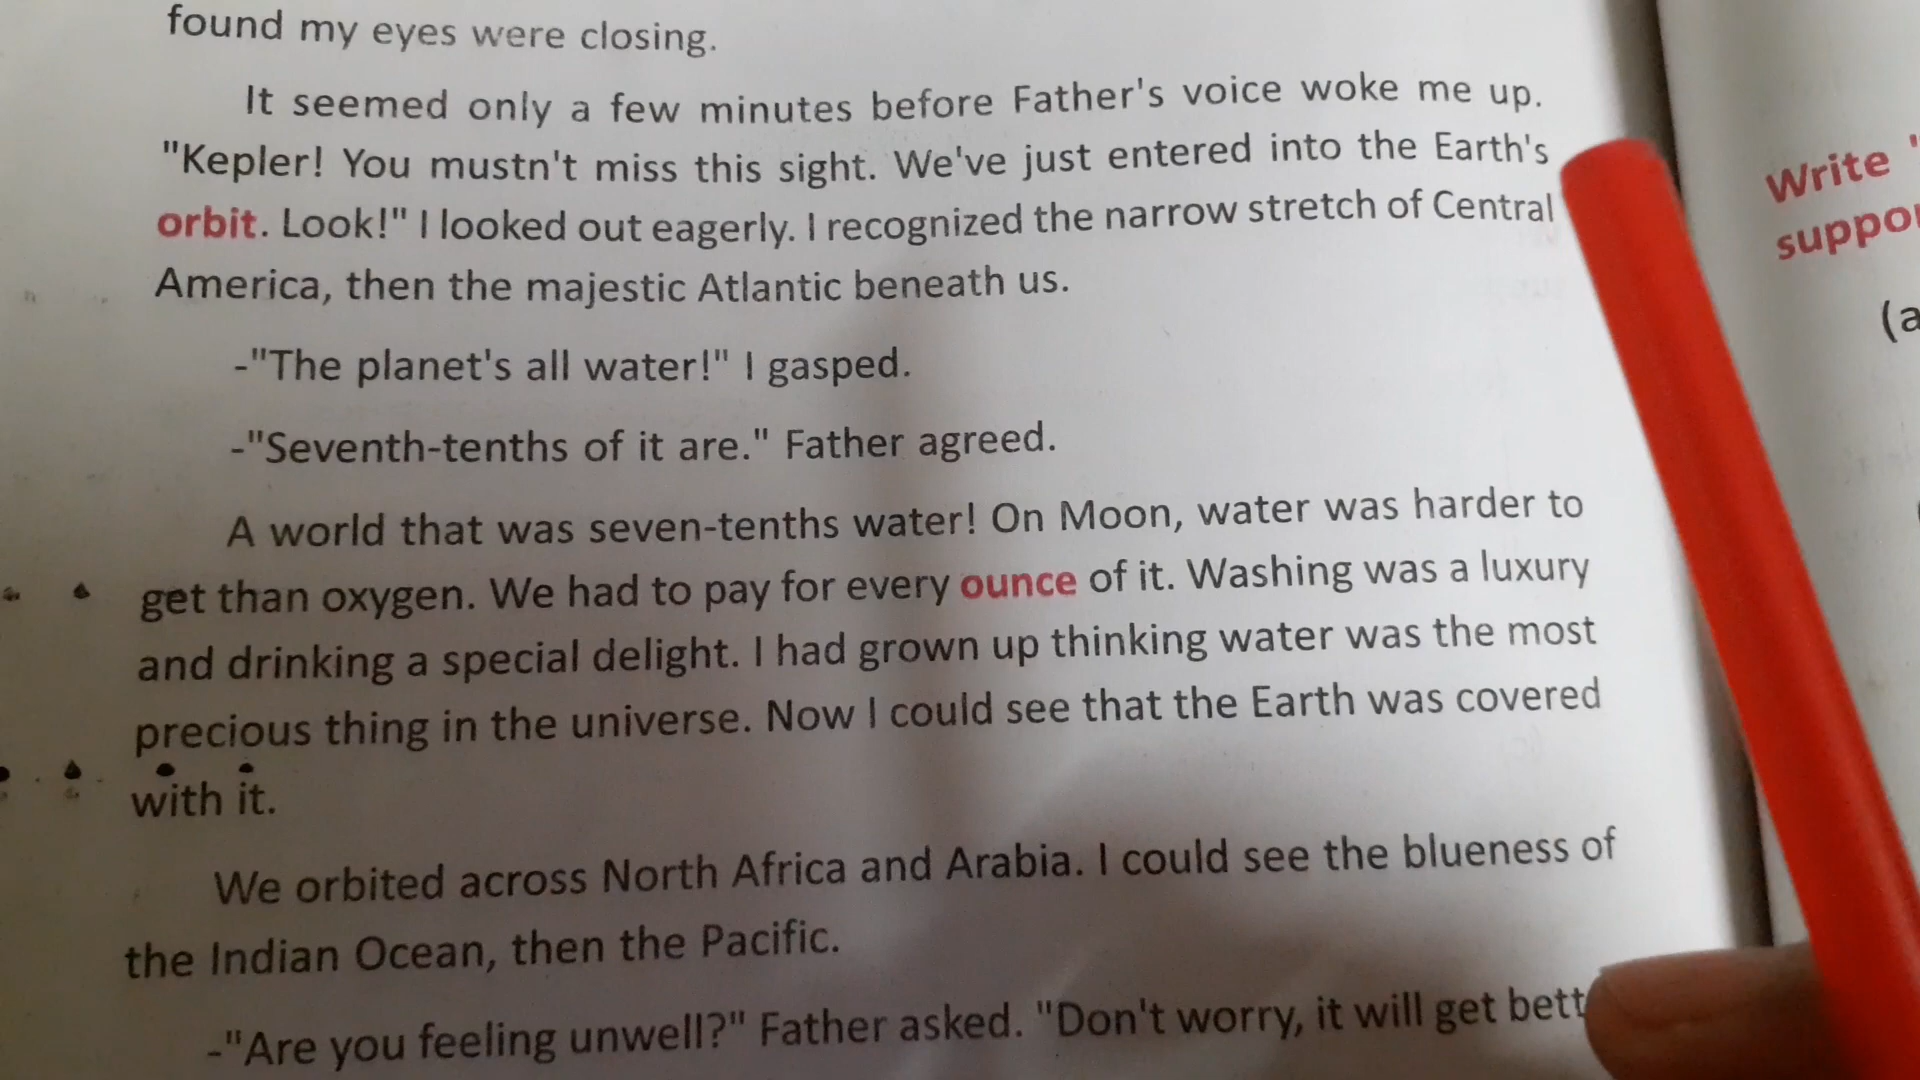 found my eyes were closing.
It seemed only a few minutes before Father's voice woke me up.
"Kepler! You mustn't miss this sight. We've just entered into the Earth's
orbit. Look!" I looked out eagerly. I recognized the narrow stretch of Central
America, then the majestic Atlantic beneath us.
-"The planet's all water!" I gasped.
-"Seventh-tenths of it are." Father agreed.
A world that was seven-tenths water! On Moon, water was harder to
get than oxygen. We had to pay for every ounce of it. Washing was a luxury
and drinking a special delight. I had grown up thinking water was the most
precious thing in the universe. Now I could see that the Earth was covered
with it.
We orbited across North Africa and Arabia. I could see the blueness of
the Indian Ocean, then the Pacific.
-"Are you feeling unwell?" Father asked. "Don't worry, it will get
Write
(a